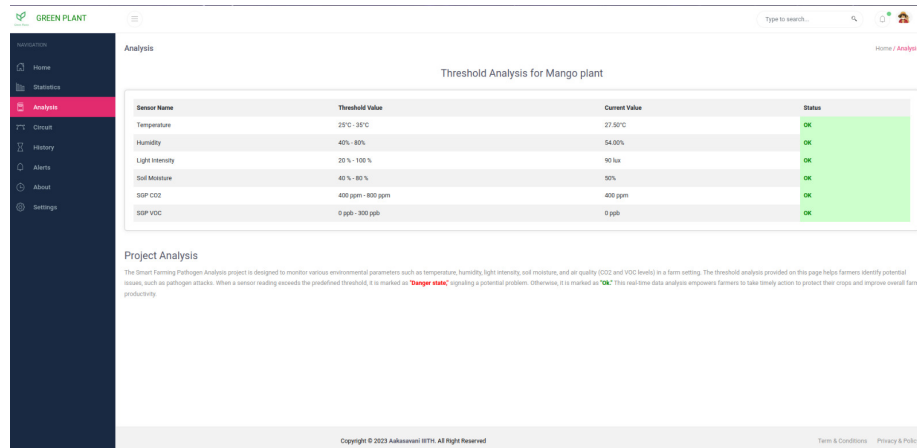 GREEN PLANT
Type to search...
NAVIGATION
Home
Statistics
Analysis
Circuit
History
Alerts
About
Settings
Analysis
Home / Analysis
Threshold Analysis for Mango plant
Sensor Name Threshold Value Current Value Status
Temperature 25°C - 35°C 27.50°C OK
Humidity 40% - 80% 54.00% OK
Light Intensity 20 % - 100 % 90 lux OK
Soil Moisture 40 % - 80 % 50% OK
SGP CO2 400 ppm - 800 ppm 400 ppm OK
SGP VOC 0 ppb - 300 ppb 0 ppb OK
Project Analysis
The Smart Farming Pathogen Analysis project is designed to monitor various environmental parameters such as temperature, humidity, light intensity, soil moisture, and air quality (CO2 and VOC levels) in a farm setting. The threshold analysis provided on this page helps farmers identify potential
issues, such as pathogen attacks. When a sensor reading exceeds the predefined threshold, it is marked as "Danger state," signaling a potential problem. Otherwise, it is marked as "Ok." This real-time data analysis empowers farmers to take timely action to protect their crops and improve overall farm
productivity.
Copyright © 2023 Aakasavani IIITH. All Right Reserved
Term & Conditions Privacy & Polic